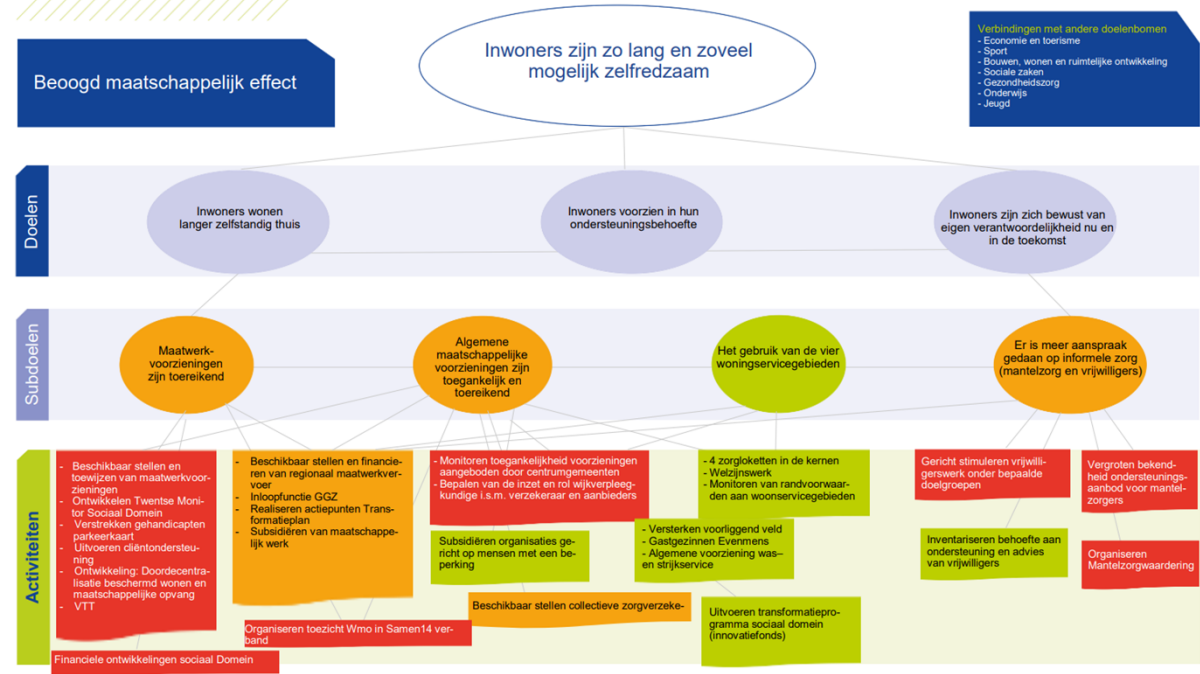 Beoogd maatschappelijk effect
Inwoners zijn zo lang en zoveel
mogelijk zelfredzaam
Verbindingen met andere doelenbomen
- Economie en toerisme
- Sport
- Bouwen, wonen en ruimtelijke ontwikkeling
- Sociale zaken
- Gezondheidszorg
- Onderwijs
- Jeugd
Doelen
Inwoners wonen
langer zelfstandig thuis
Inwoners voorzien in hun
ondersteuningsbehoefte
Inwoners zijn zich bewust van
eigen verantwoordelijkheid nu en
in de toekomst
Subdoelen
Maatwerk-
voorzieningen
zijn toereikend
Algemene
maatschappelijke
voorzieningen zijn
toegankelijk en
toereikend
Het gebruik van de vier
woningservicegebieden
Er is meer aanspraak
gedaan op informele zorg
(mantelzorg en vrijwilligers)
Activiteiten
- Beschikbaar stellen en
toewijzen van maatwerkvoor-
zieningen
- Ontwikkelen Twentse Moni-
tor Sociaal Domein
- Verstrekken gehandicapten
parkeerkaart
- Uitvoeren cliëntondersteu-
ning
- Ontwikkeling: Doordecentra-
lisatie beschermd wonen en
maatschappelijke opvang
- VTT
Financiele ontwikkelingen sociaal Domein
- Beschikbaar stellen en financie-
ren van regionaal maatwerkver-
voer
- Inloopfunctie GGZ
- Realiseren actiepunten Trans-
formatieplan
- Subsidiëren van maatschappe-
lijk werk
Organiseren toezicht Wmo in Samen14 ver-
band
- Monitoren toegankelijkheid voorzieningen
aangeboden door centrumgemeenten
- Bepalen van de inzet en rol wijkverpleeg-
kundige i.s.m. verzekeraar en aanbieders
Subsidiëren organisaties ge-
richt op mensen met een be-
perking
Beschikbaar stellen collectieve zorgverzeke-
- 4 zorgloketten in de kernen
- Welzijnswerk
- Monitoren van randvoorwaar-
den aan woonservicegebieden
- Versterken voorliggend veld
- Gastgezinnen Evenmens
- Algemene voorziening was–
en strijkservice
Uitvoeren transformatiepro-
gramma sociaal domein
(innovatiefonds)
Gericht stimuleren vrijwilli-
gerswerk onder bepaalde
doelgroepen
Inventariseren behoefte aan
ondersteuning en advies
van vrijwilligers
Vergroten bekend-
heid ondersteunings-
aanbod voor mantel-
zorgers
Organiseren
Mantelzorgwaardering